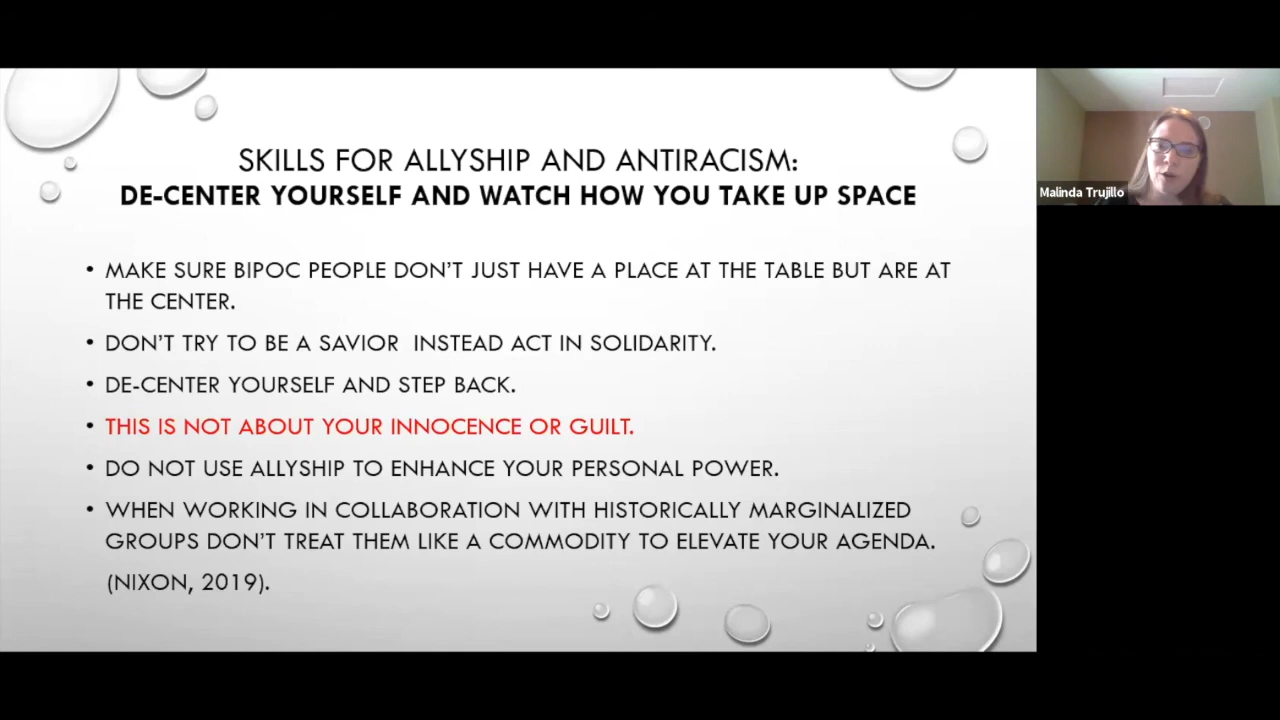 SKILLS FOR ALLYSHIP AND ANTIRACISM:
DE-CENTER YOURSELF AND WATCH HOW YOU TAKE UP SPACE
• MAKE SURE BIPOC PEOPLE DON'T JUST HAVE A PLACE AT THE TABLE BUT ARE AT
THE CENTER.
• DON'T TRY TO BE A SAVIOR INSTEAD ACT IN SOLIDARITY.
• DE-CENTER YOURSELF AND STEP BACK.
• THIS IS NOT ABOUT YOUR INNOCENCE OR GUILT.
• DO NOT USE ALLYSHIP TO ENHANCE YOUR PERSONAL POWER.
• WHEN WORKING IN COLLABORATION WITH HISTORICALLY MARGINALIZED
GROUPS DON'T TREAT THEM LIKE A COMMODITY TO ELEVATE YOUR AGENDA.
(NIXON, 2019).
Malinda Trujillo